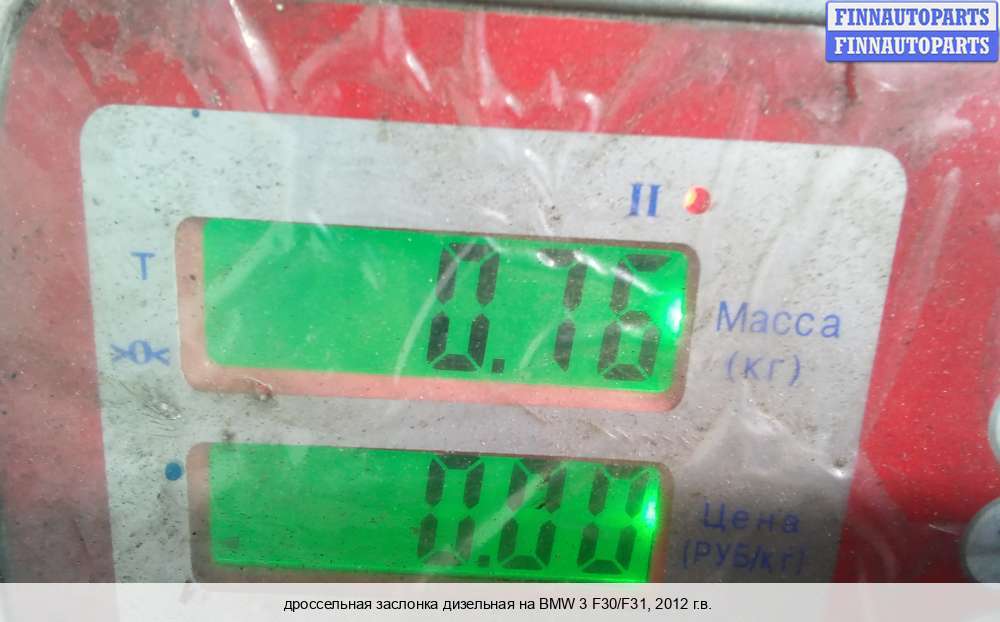 FINNAUTOPARTS
FINNAUTOPARTS
II
T
0.76
Масса
(кг)
>0<
0.00
Цена
(РУБ/кг)
дроссельная заслонка дизельная на BMW 3 F30/F31, 2012 г.в.